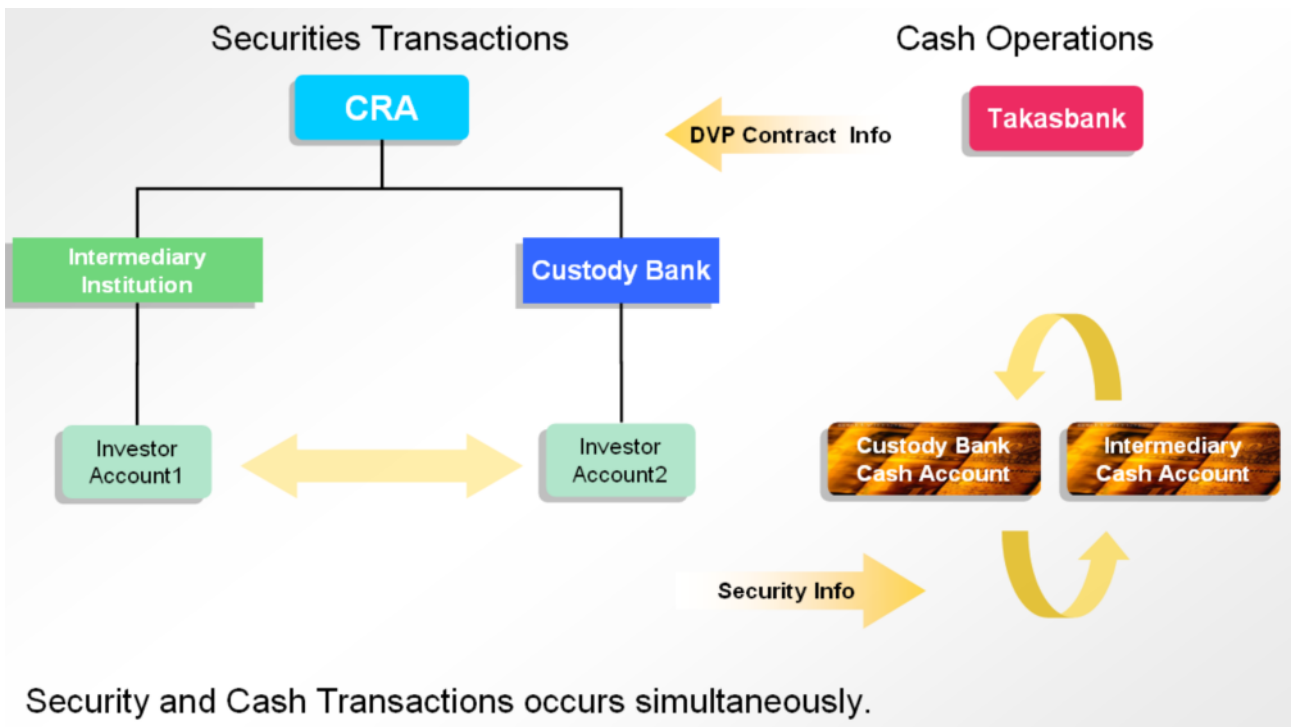 Securities Transactions
Cash Operations
CRA
Takasbank
DVP Contract Info
Intermediary
Institution
Custody Bank
Investor
Account1
Investor
Account2
Custody Bank
Cash Account
Intermediary
Cash Account
Security Info
Security and Cash Transactions occurs simultaneously.